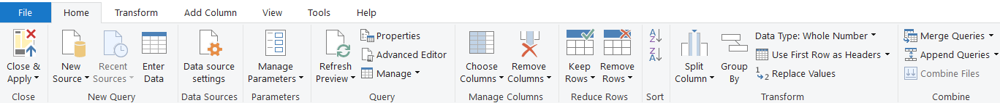 File Home Transform Add Column View Tools Help
Close & Apply
New Source
Recent Sources
Enter Data
Data source settings
Manage Parameters
Refresh Preview
Properties
Advanced Editor
Manage
Choose Columns
Remove Columns
Keep Rows
Remove Rows
A
Z
Z
A
Split Column
Group By
Data Type: Whole Number
Use First Row as Headers
1
2
Replace Values
Merge Queries
Append Queries
Combine Files
Close New Query Data Sources Parameters Query Manage Columns Reduce Rows Sort Transform Combine